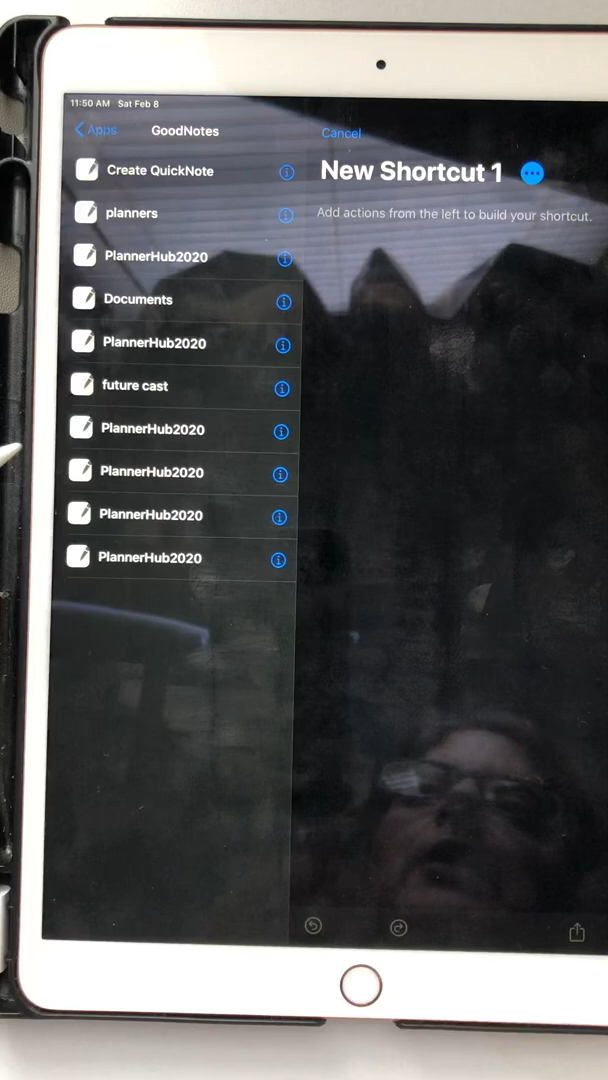 11:50 AM Sat Feb 8
Apps
GoodNotes
Create QuickNote
planners
PlannerHub2020
Documents
PlannerHub2020
future cast
PlannerHub2020
PlannerHub2020
PlannerHub2020
PlannerHub2020
Cancel
New Shortcut 1
Add actions from the left to build your shortcut.